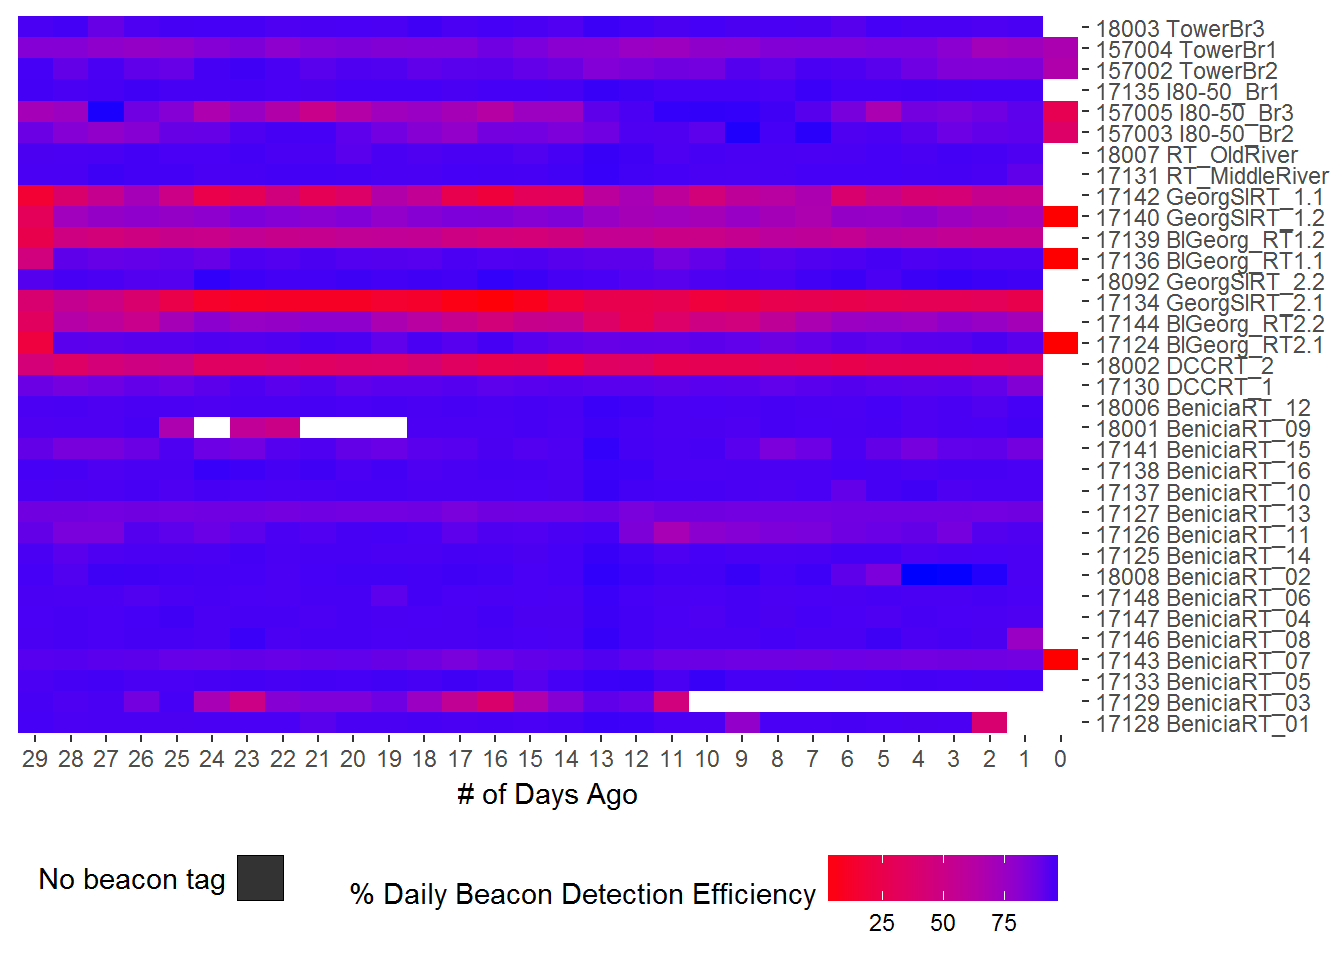 18003 TowerBr3
157004 TowerBr1
157002 TowerBr2
17135 I80-50_Br1
157005 I80-50_Br3
157003 I80-50_Br2
18007 RT_OldRiver
17131 RT_MiddleRiver
17142 GeorgSlRT_1.1
17140 GeorgSlRT_1.2
17139 BlGeorg_RT1.2
17136 BlGeorg_RT1.1
18092 GeorgSlRT_2.2
17134 GeorgSlRT_2.1
17144 BlGeorg_RT2.2
17124 BlGeorg_RT2.1
18002 DCCRT_2
17130 DCCRT_1
18006 BeniciaRT_12
18001 BeniciaRT_09
17141 BeniciaRT_15
17138 BeniciaRT_16
17137 BeniciaRT_10
17127 BeniciaRT_13
17126 BeniciaRT_11
17125 BeniciaRT_14
18008 BeniciaRT_02
17148 BeniciaRT_06
17147 BeniciaRT_04
17146 BeniciaRT_08
17143 BeniciaRT_07
17133 BeniciaRT_05
17129 BeniciaRT_03
17128 BeniciaRT_01
29 28 27 26 25 24 23 22 21 20 19 18 17 16 15 14 13 12 11 10 9 8 7 6 5 4 3 2 1 0
# of Days Ago
No beacon tag
% Daily Beacon Detection Efficiency
25 50 75